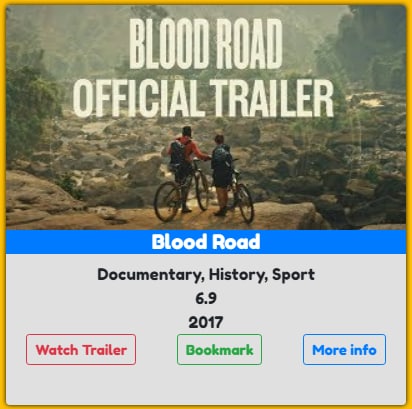 BLOOD ROAD
OFFICIAL TRAILER
Blood Road
Documentary, History, Sport
6.9
2017
Watch Trailer
Bookmark
More info